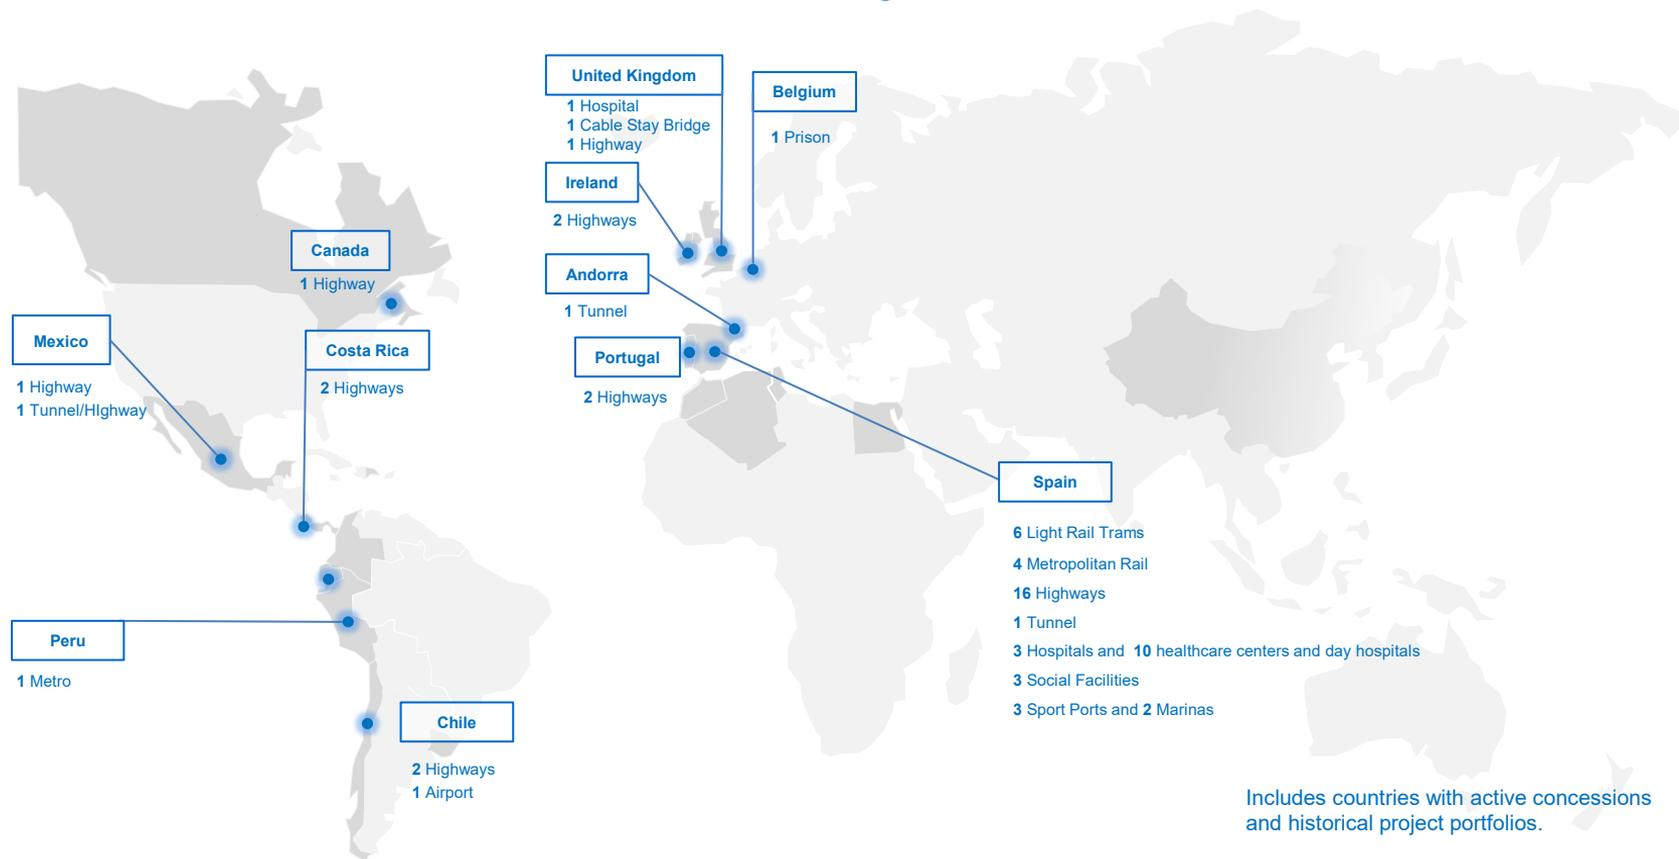 United Kingdom
1 Hospital
1 Cable Stay Bridge
1 Highway
Belgium
1 Prison
Ireland
2 Highways
Canada
1 Highway
Andorra
1 Tunnel
Mexico
1 Highway
1 Tunnel/HIghway
Costa Rica
2 Highways
Portugal
2 Highways
Spain
6 Light Rail Trams
4 Metropolitan Rail
16 Highways
1 Tunnel
3 Hospitals and 10 healthcare centers and day hospitals
3 Social Facilities
3 Sport Ports and 2 Marinas
Peru
1 Metro
Chile
2 Highways
1 Airport
Includes countries with active concessions
and historical project portfolios.